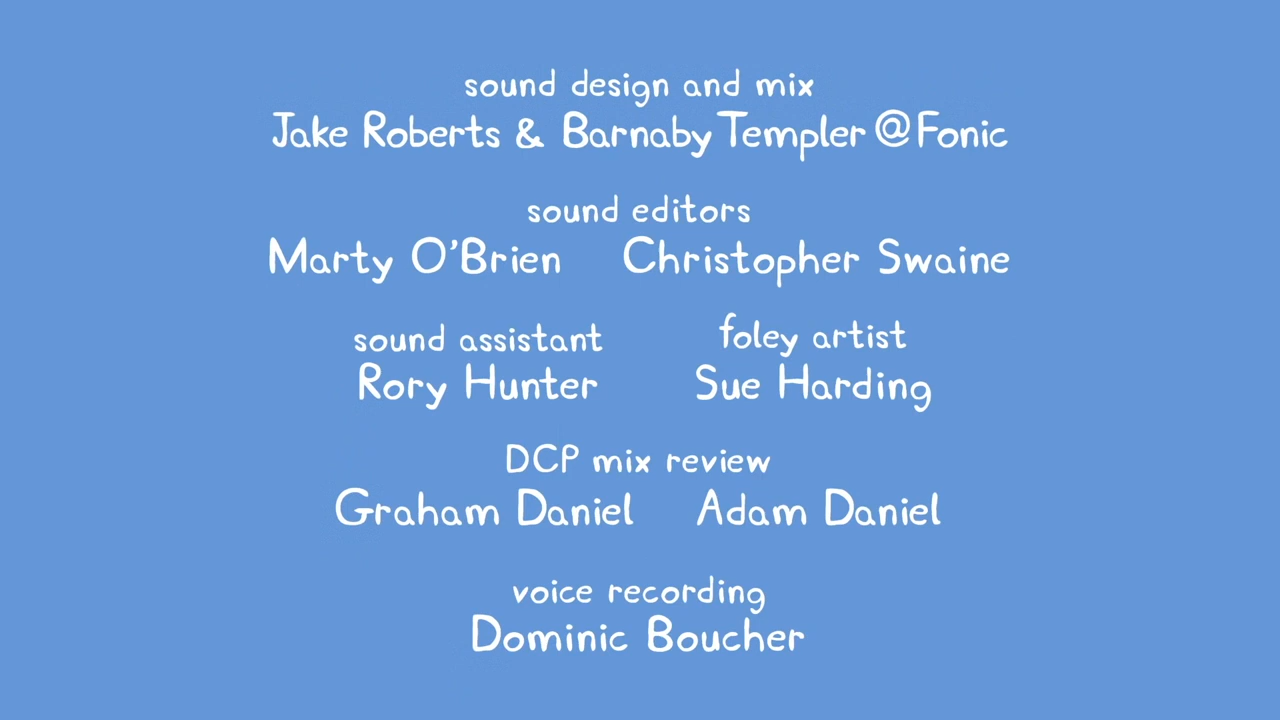 sound design and mix
Jake Roberts & Barnaby Templer @ Fonic
sound editors
Marty O'Brien Christopher Swaine
sound assistant foley artist
Rory Hunter Sue Harding
DCP mix review
Graham Daniel Adam Daniel
voice recording
Dominic Boucher